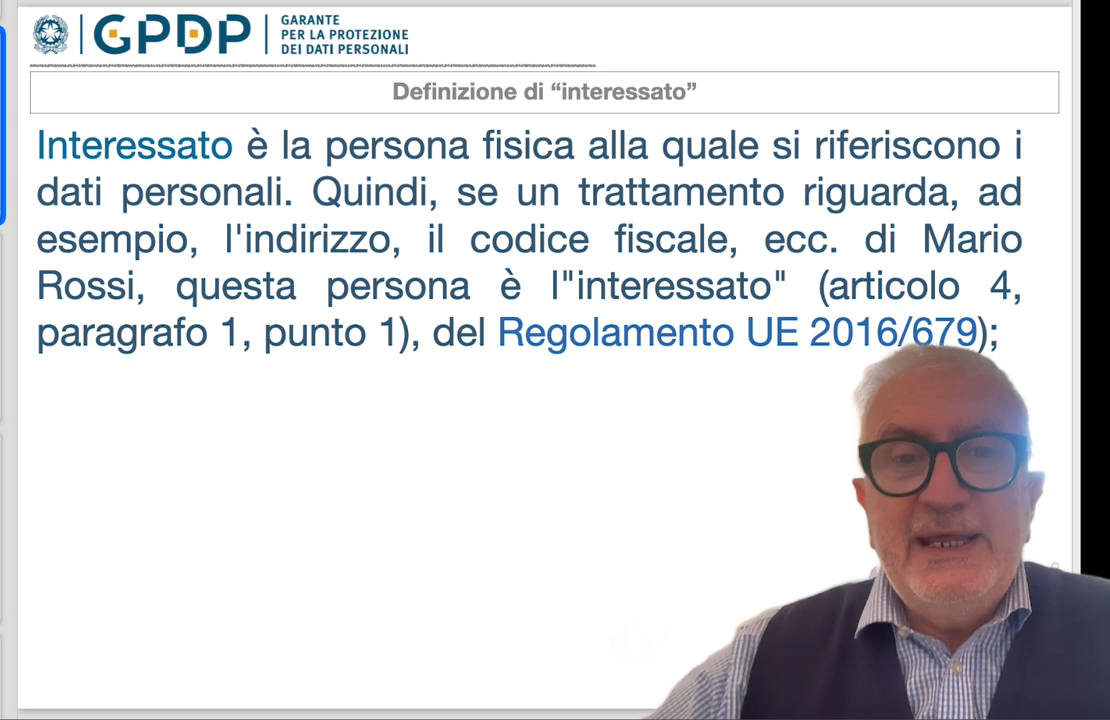 GPDP
GARANTE
PER LA PROTEZIONE
DEI DATI PERSONALI
Definizione di “interessato”
Interessato è la persona fisica alla quale si riferiscono i
dati personali. Quindi, se un trattamento riguarda, ad
esempio, l'indirizzo, il codice fiscale, ecc. di Mario
Rossi, questa persona è l"interessato" (articolo 4,
paragrafo 1, punto 1), del Regolamento UE 2016/679);